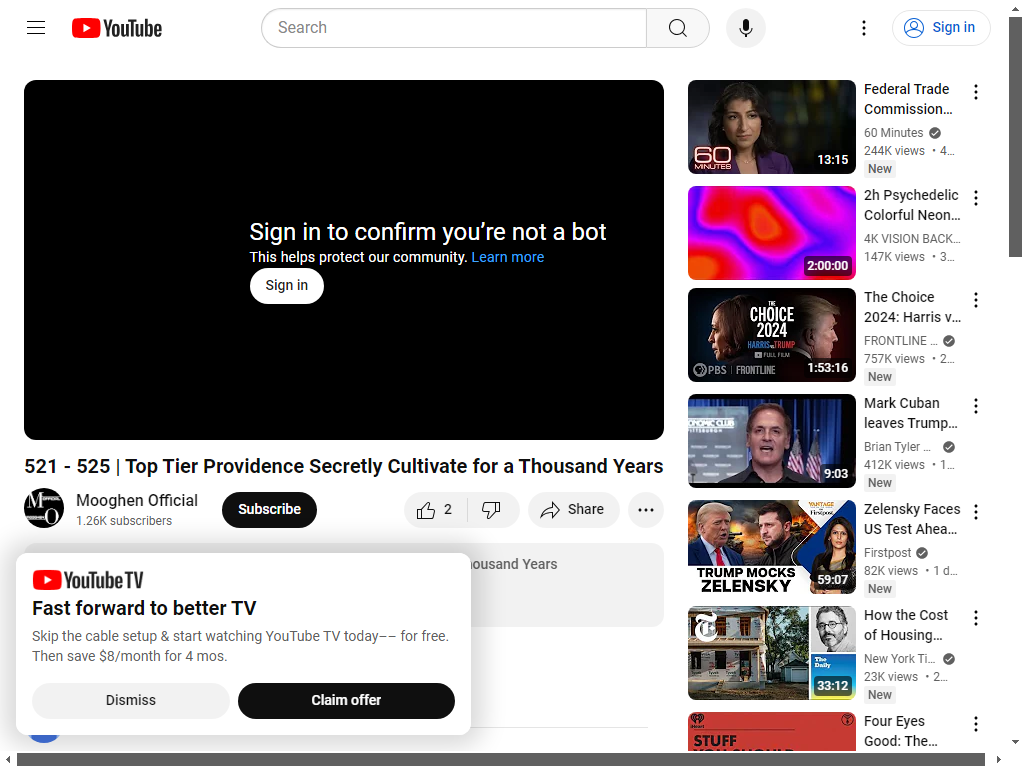 YouTube
Search
Sign in
Sign in to confirm you’re not a bot
This helps protect our community. Learn more
Sign in
521 - 525 | Top Tier Providence Secretly Cultivate for a Thousand Years
Mooghen Official
1.26K subscribers
Subscribe
2
Share
housand Years
YouTube TV
Fast forward to better TV
Skip the cable setup & start watching YouTube TV today–– for free.
Then save $8/month for 4 mos.
Dismiss
Claim offer
60
MINUTES
13:15
Federal Trade
Commission…
60 Minutes
244K views • 4…
New
2:00:00
2h Psychedelic
Colorful Neon…
4K VISION BACK…
147K views • 3…
THE
CHOICE
2024
HARRIS vs TRUMP
FULL FILM
PBS | FRONTLINE
1:53:16
The Choice
2024: Harris v…
FRONTLINE …
757K views • 2…
New
9:03
Mark Cuban
leaves Trump…
Brian Tyler …
412K views • 1…
New
VANTAGE
Firstpost
TRUMP MOCKS
ZELENSKY
59:07
Zelensky Faces
US Test Ahea…
Firstpost
82K views • 1 d…
New
The
Daily
33:12
How the Cost
of Housing…
New York Ti…
23K views • 2…
New
iHeart
STUFF
YOU SHOULD
Four Eyes
Good: The…